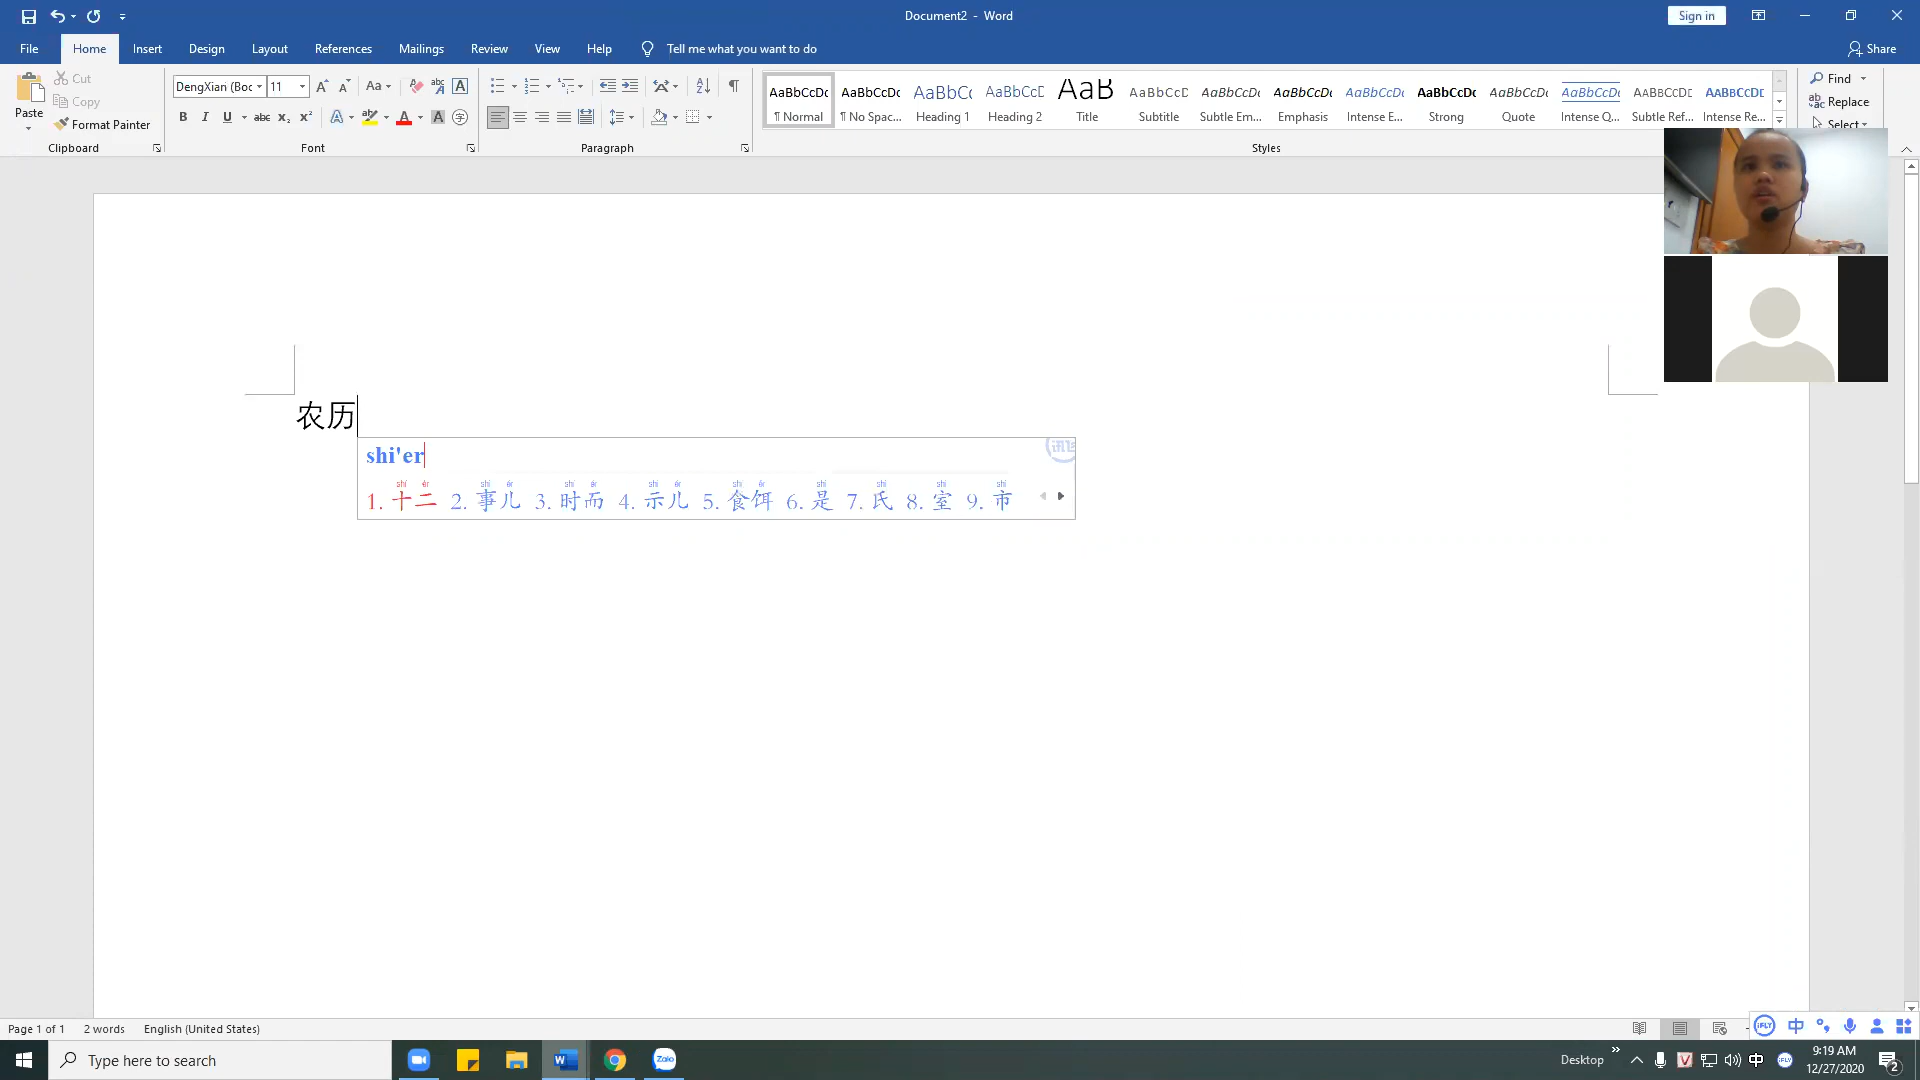 Document2 - Word
Sign in
File Home Insert Design Layout References Mailings Review View Help Tell me what you want to do Share
Paste
Cut
Copy
Format Painter
Clipboard
DengXian (Boc 11
Font
Paragraph
AaBbCcDc AaBbCcDc AaBbCc AaBbCcD AaB AaBbCcD AaBbCcDc AaBbCcDc AaBbCcDc AaBbCcDc AaBbCcDc AaBbCcDc AABBCCDE AABBCCDE
¶ Normal ¶ No Spac... Heading 1 Heading 2 Title Subtitle Subtle Em... Emphasis Intense E... Strong Quote Intense Q... Subtle Ref... Intense Re...
Styles
Find
Replace
Select
农历
shi'er
1. 十二 2. 事儿 3. 时而 4. 示儿 5. 食饵 6. 是 7. 氏 8. 室 9. 市
Page 1 of 1 2 words English (United States)
iFLY 中
Type here to search
Zalo
Desktop
中
9:19 AM
12/27/2020
2